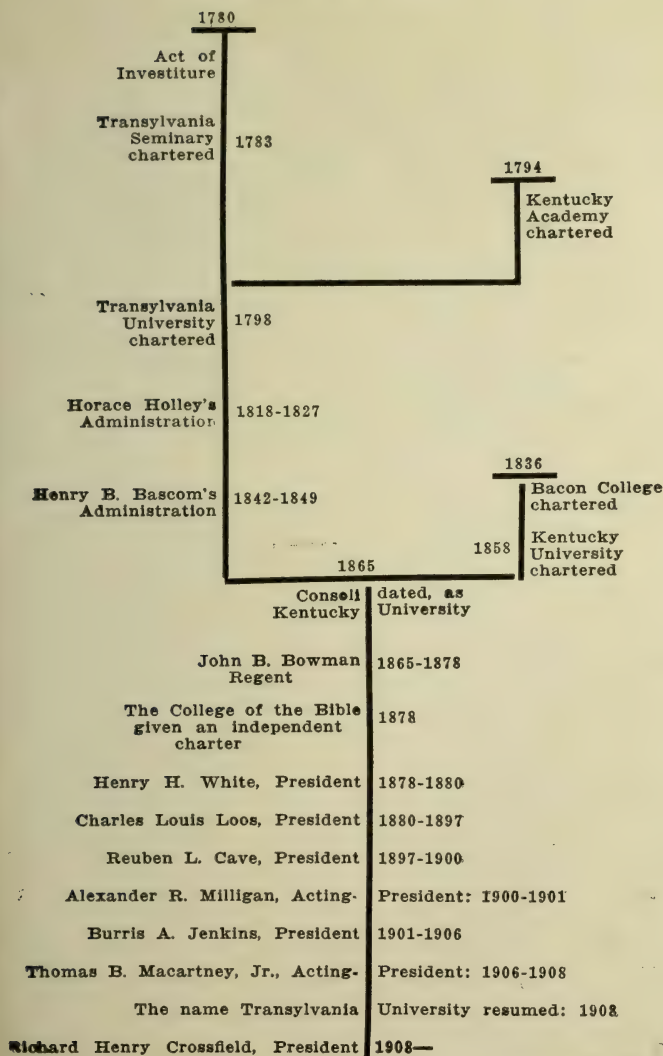 1780
Act of
Investiture
Transylvania
Seminary
chartered
1783
1794
Kentucky
Academy
chartered
Transylvania
University
chartered
1798
Horace Holley's
Administration
1818-1827
1836
Bacon College
chartered
Henry B. Bascom's
Administration
1842-1849
1858
Kentucky
University
chartered
1865
Consolidated, as
Kentucky University
John B. Bowman
Regent
1865-1878
The College of the Bible
given an independent
charter
1878
Henry H. White, President 1878-1880
Charles Louis Loos, President 1880-1897
Reuben L. Cave, President 1897-1900
Alexander R. Milligan, Acting-President: 1900-1901
Burris A. Jenkins, President 1901-1906
Thomas B. Macartney, Jr., Acting-President: 1906-1908
The name Transylvania University resumed: 1908
Richard Henry Crossfield, President 1908—